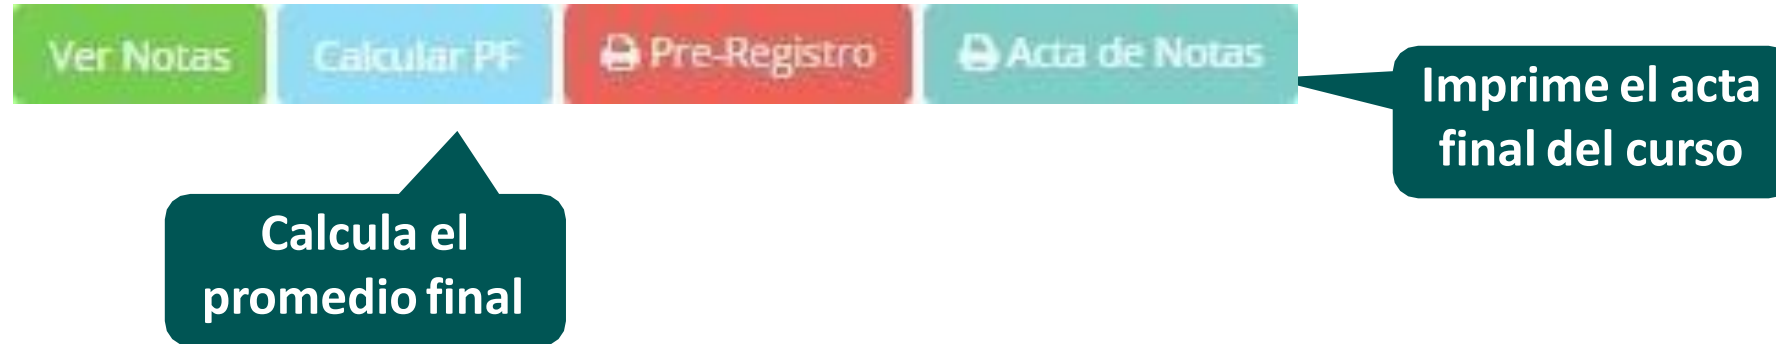 Ver Notas Calcular PF Pre-Registro Acta de Notas
Imprime el acta
final del curso
Calcula el
promedio final